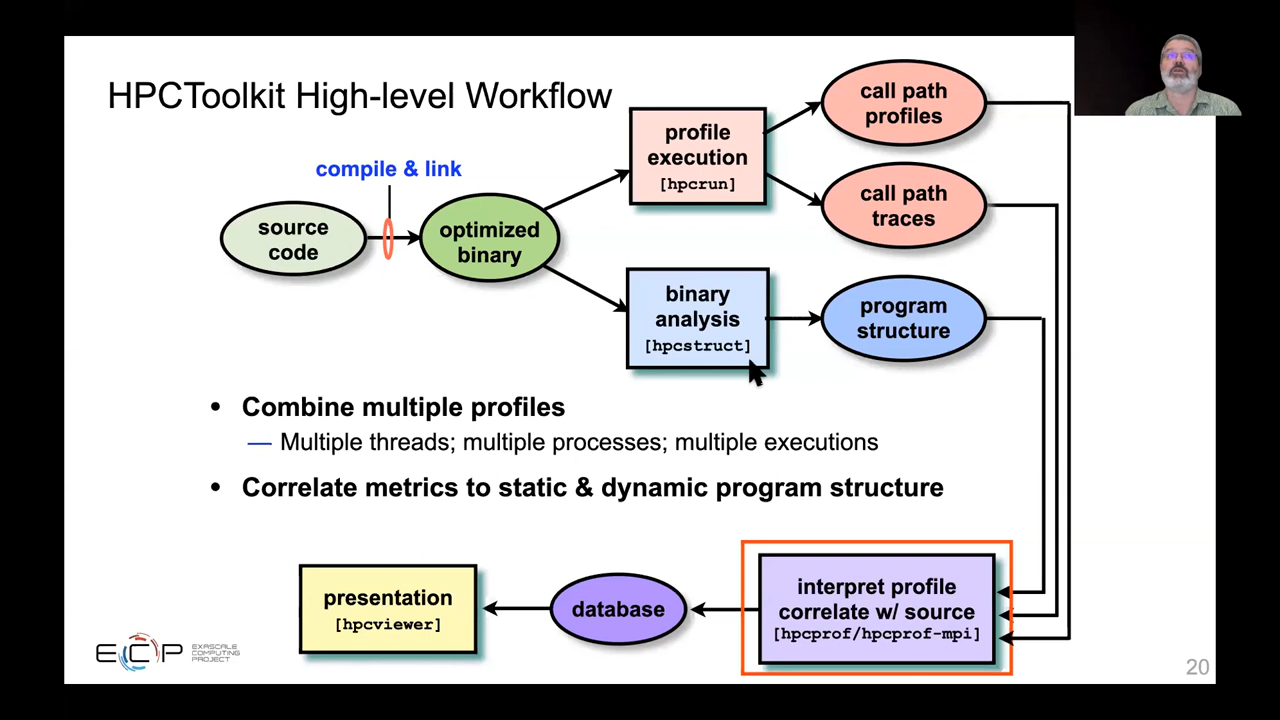 HPCToolkit High-level Workflow
compile & link
source
code
optimized
binary
profile
execution
[hpcrun]
call path
profiles
call path
traces
binary
analysis
[hpcstruct]
program
structure
• Combine multiple profiles
— Multiple threads; multiple processes; multiple executions
• Correlate metrics to static & dynamic program structure
interpret profile
correlate w/ source
[hpcprof/hpcprof-mpi]
database
presentation
[hpcviewer]
ECP
EXASCALE
COMPUTING
PROJECT
20